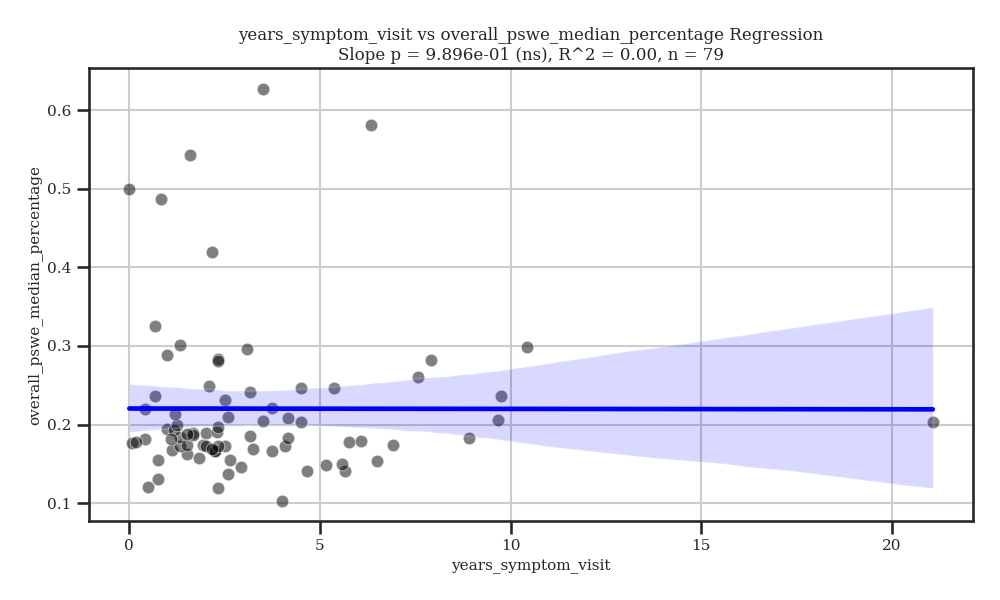 years_symptom_visit vs overall_pswe_median_percentage Regression
Slope p = 9.896e-01 (ns), R^2 = 0.00, n = 79
overall_pswe_median_percentage
0.6
0.5
0.4
0.3
0.2
0.1
0
5
10
15
20
years_symptom_visit